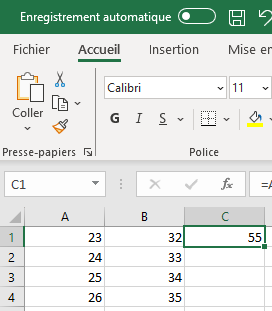 Enregistrement automatique
Fichier Accueil Insertion Mise en
Coller
Calibri 11
G I S
Presse-papiers Police
C1 fx =A
A B C
1 23 32 55
2 24 33
3 25 34
4 26 35